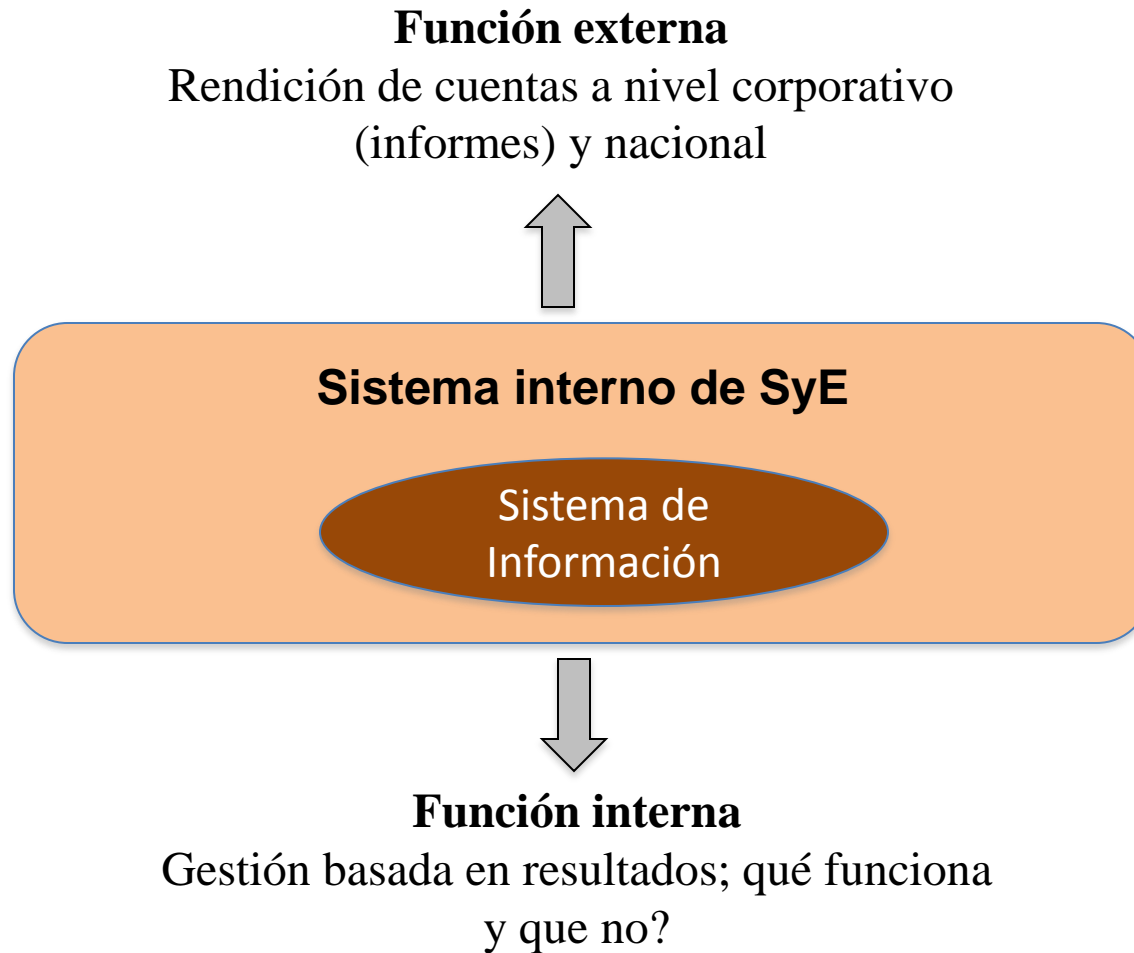 Función externa
Rendición de cuentas a nivel corporativo
(informes) y nacional
Sistema interno de SyE
Sistema de
Información
Función interna
Gestión basada en resultados; qué funciona
y que no?